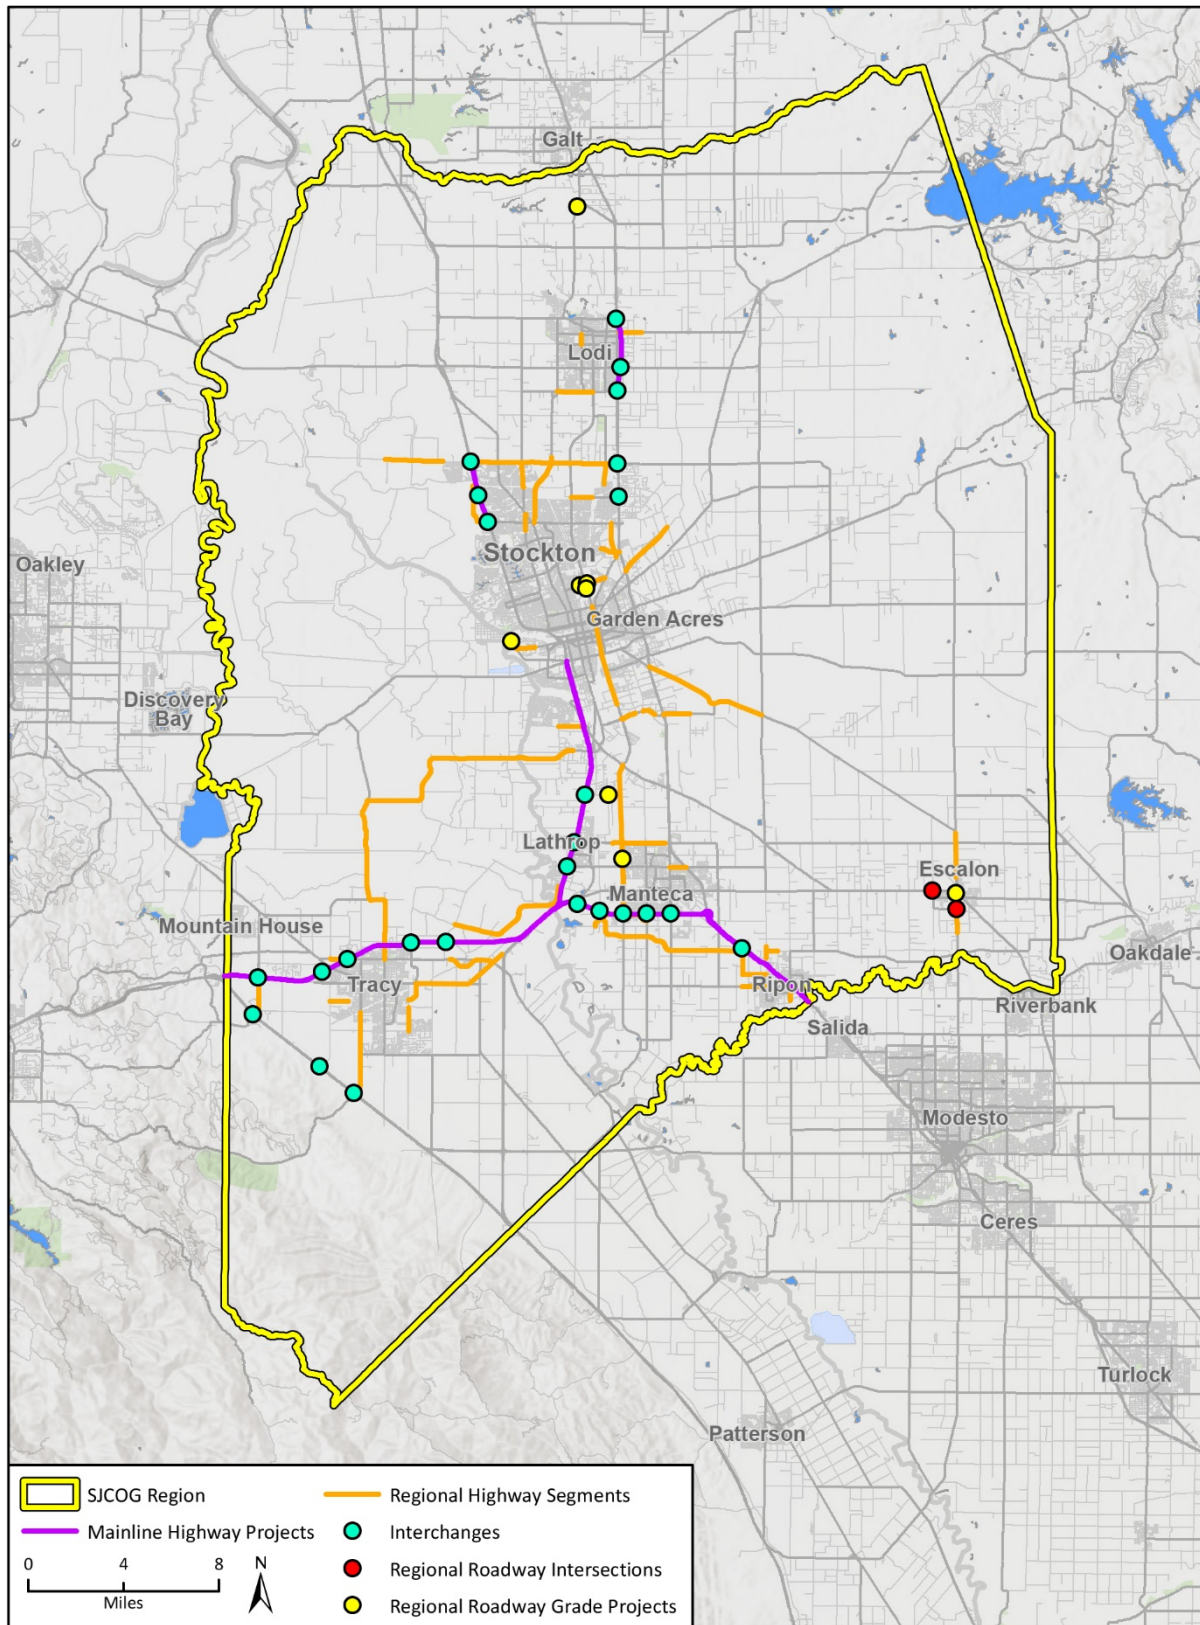 Galt
Lodi
Stockton
Oakley
Garden Acres
Discovery
Bay
Lathrop
Escalon
Manteca
Mountain House
Oakdale
Tracy
Ripon
Riverbank
Salida
Modesto
Ceres
Turlock
Patterson
SJCOG Region
Regional Highway Segments
Mainline Highway Projects
Interchanges
0 4 8
Miles
N
Regional Roadway Intersections
Regional Roadway Grade Projects